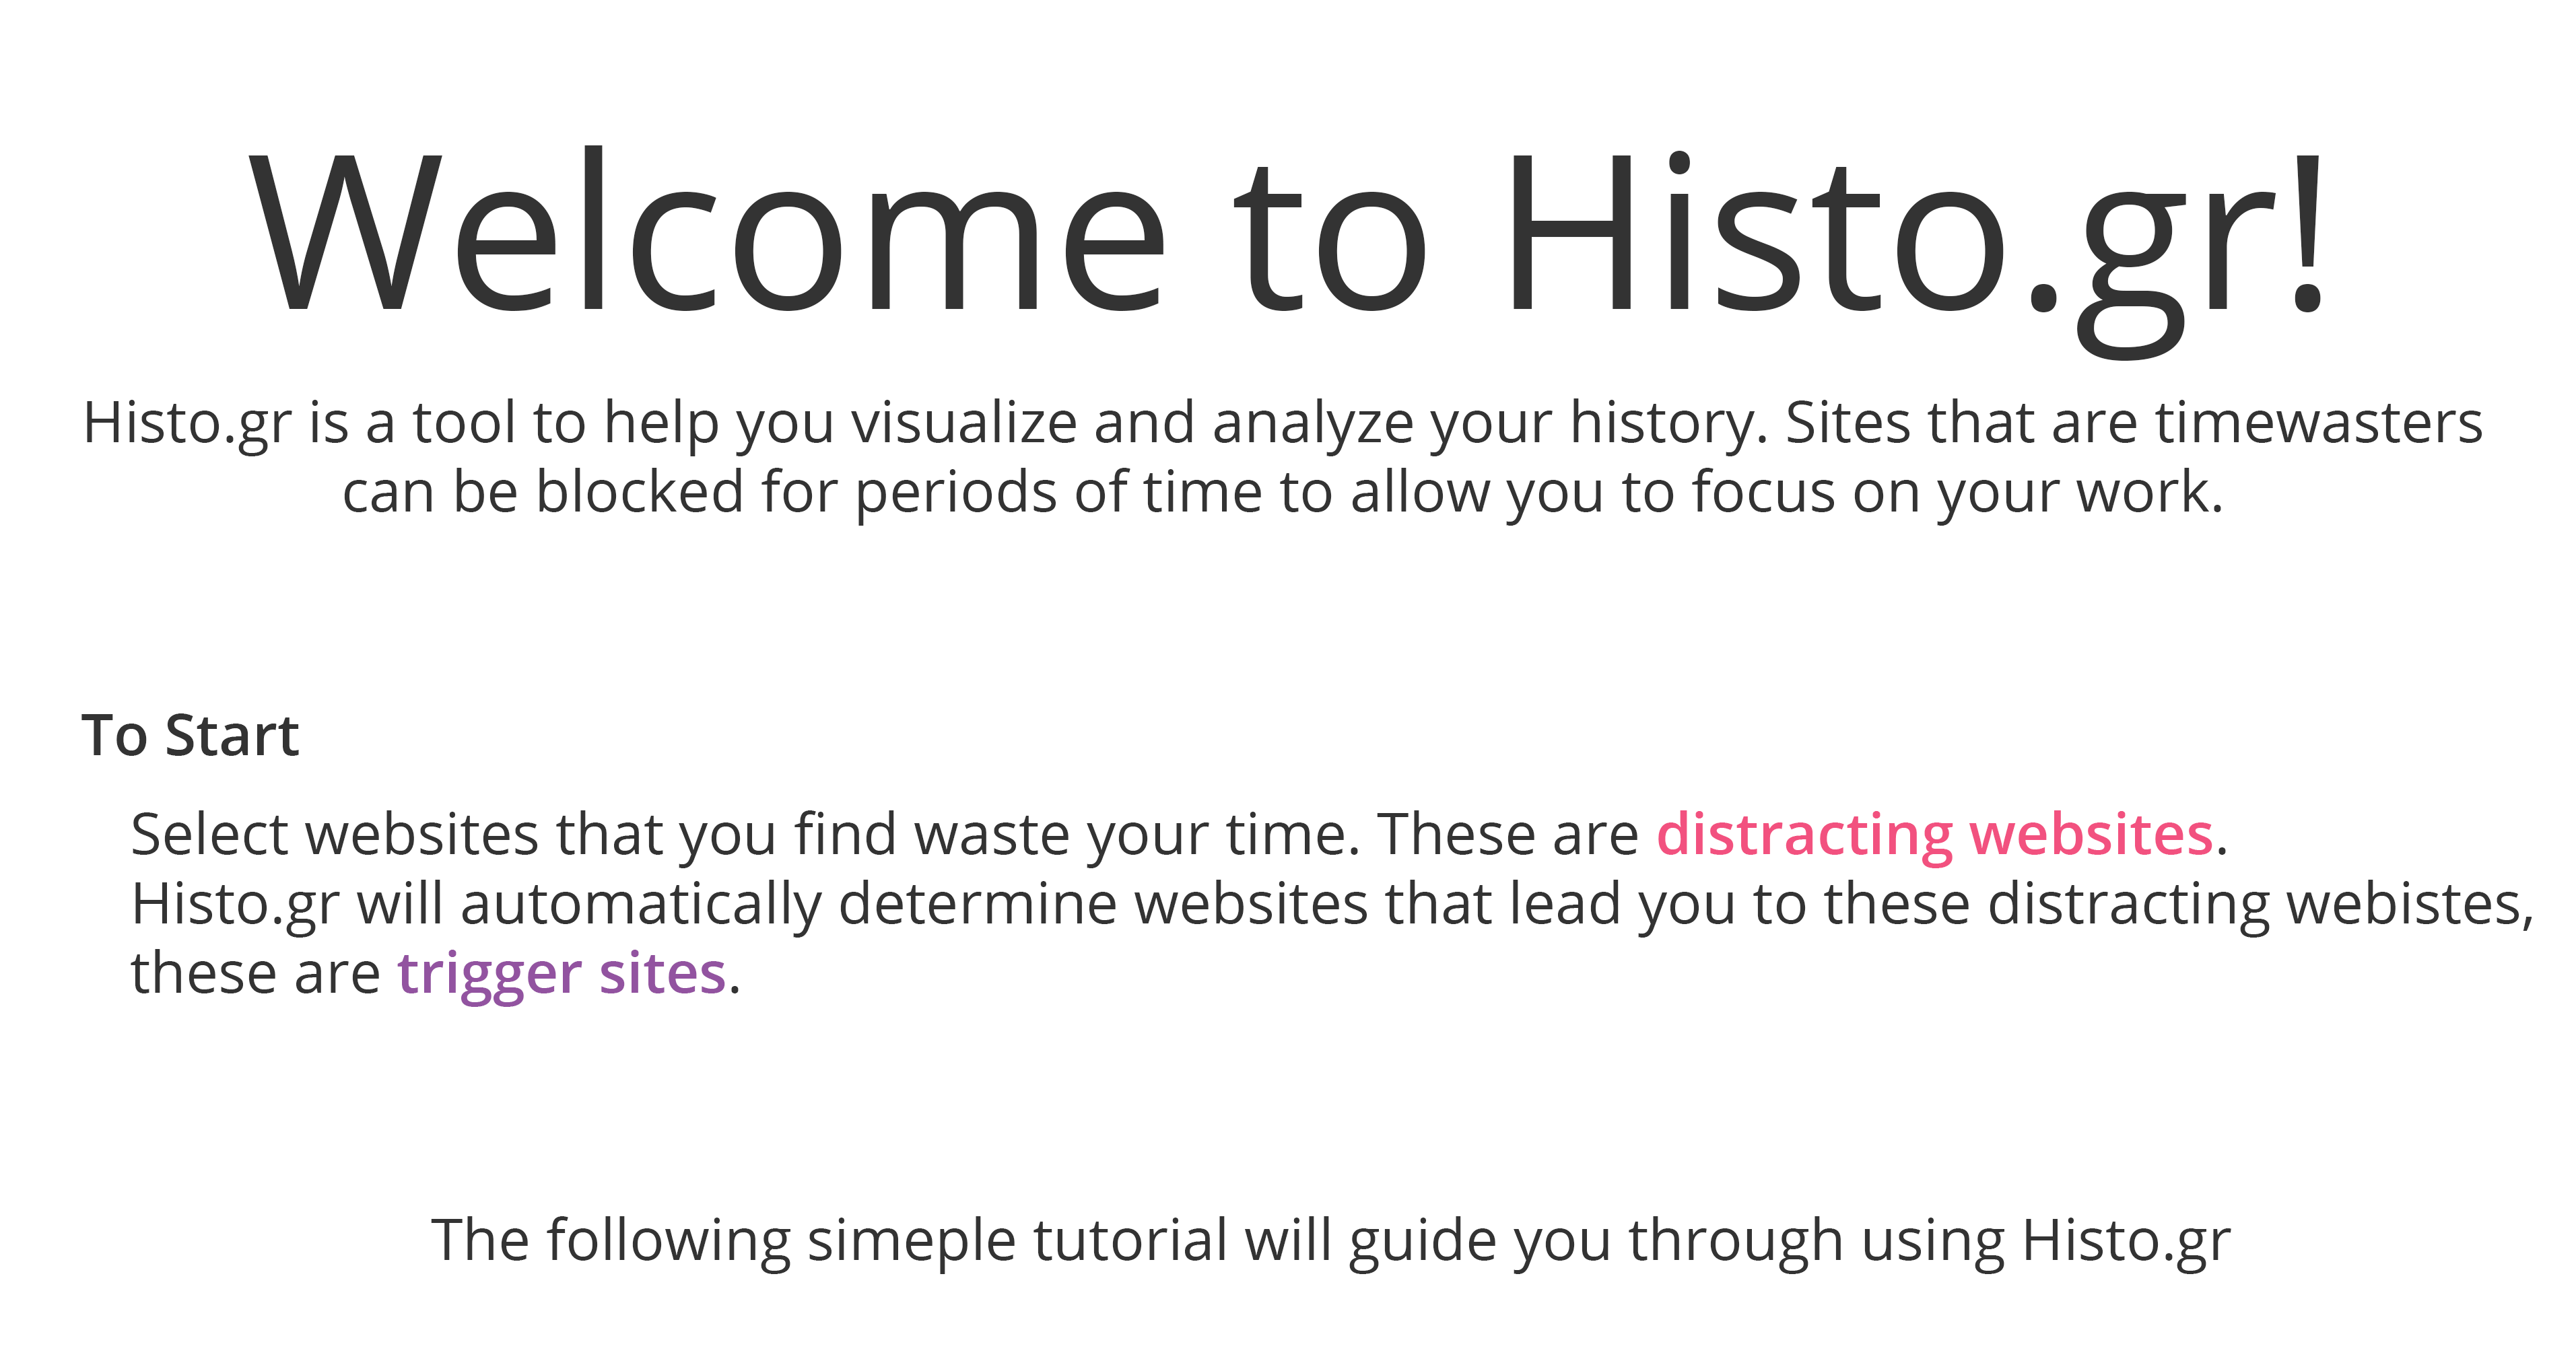 Welcome to Histo.gr!
Histo.gr is a tool to help you visualize and analyze your history. Sites that are timewasters
can be blocked for periods of time to allow you to focus on your work.
To Start
Select websites that you find waste your time. These are distracting websites.
Histo.gr will automatically determine websites that lead you to these distracting webistes,
these are trigger sites.
The following simeple tutorial will guide you through using Histo.gr